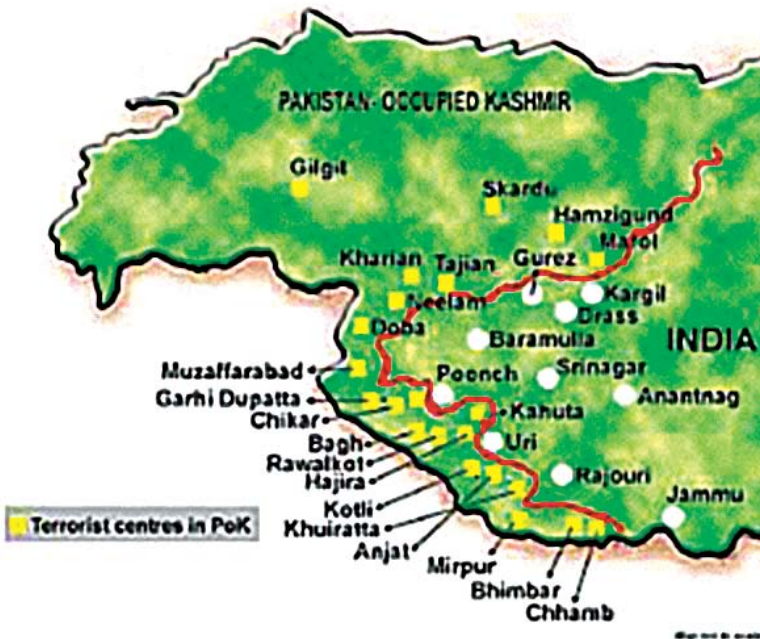 PAKISTAN-OCCUPIED KASHMIR
Gilgit
Skardu
Hamzigund
Matol
Gurez
Kharian
Tajian
Neelam
Kargil
Drass
Doba
Baramulla
INDIA
Muzaffarabad
Poonch
Srinagar
Garhi Dupatta
Anantnag
Chikar
Kahuta
Bagh
Uri
Rawalkot
Hajira
Rajouri
Kotli
Jammu
Terrorist centres in PoK
Khuiratta
Anjat
Mirpur
Bhimbar
Chhamb